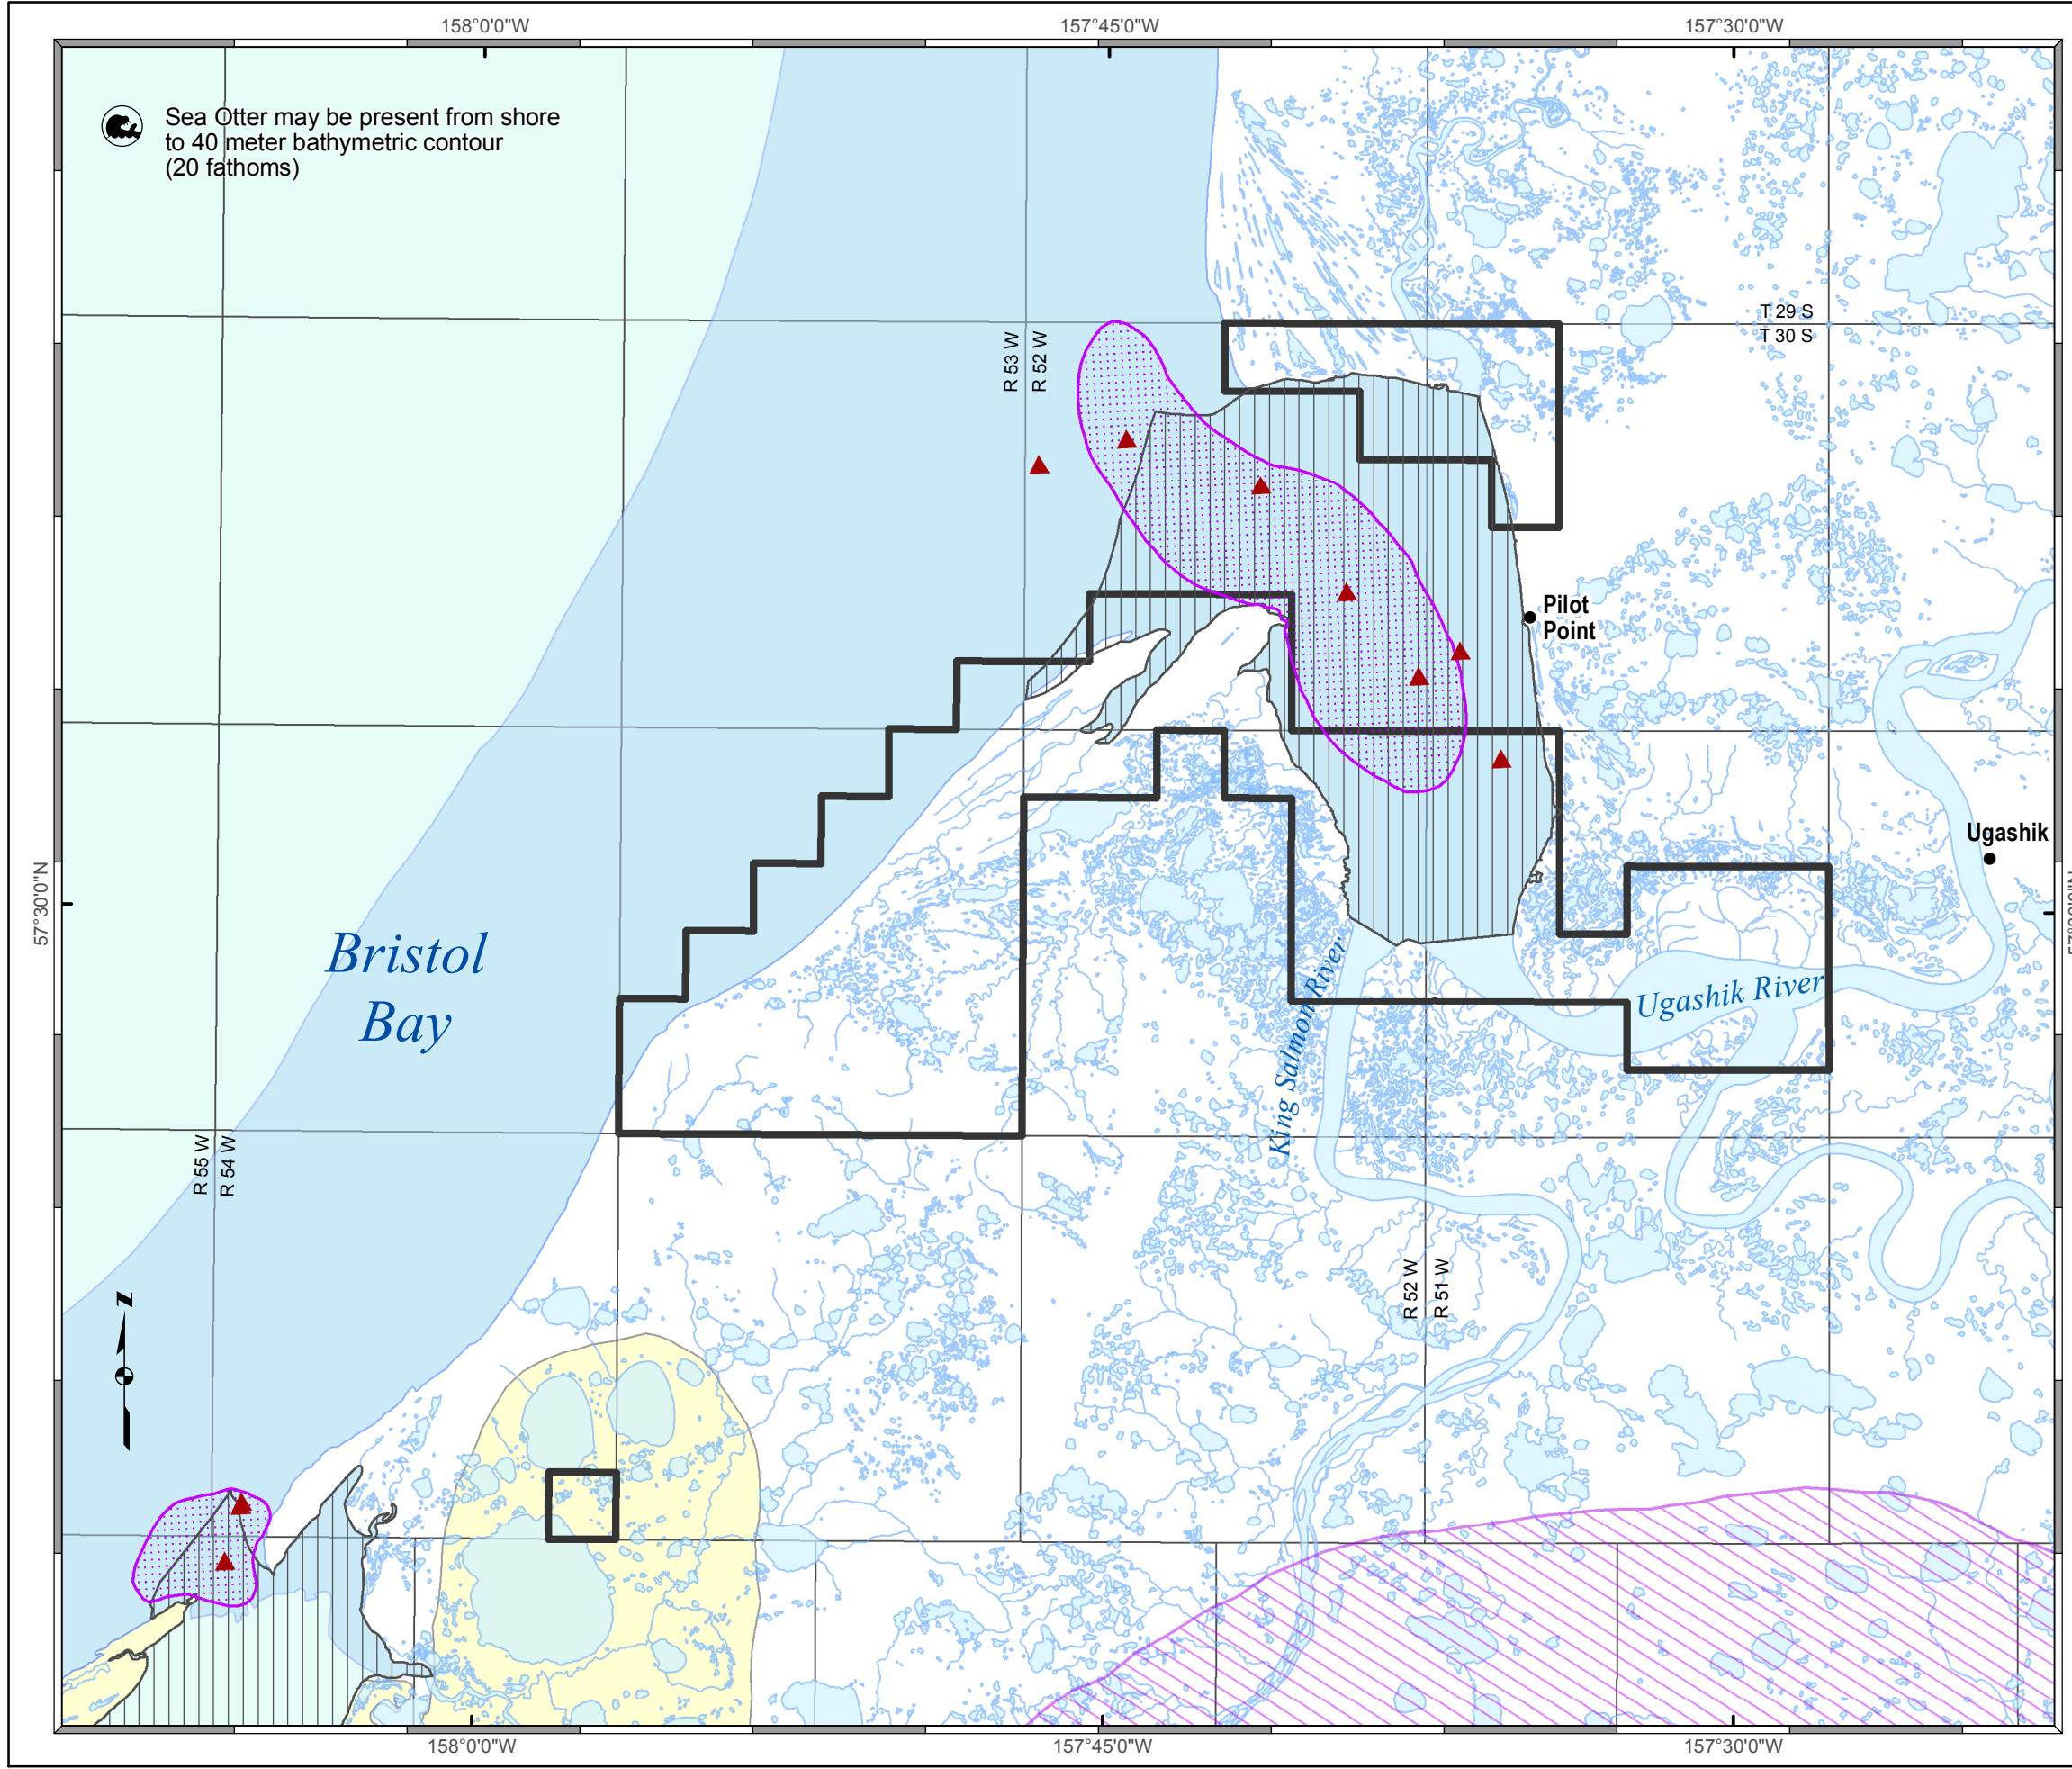 158°0'0"W
157°45'0"W
157°30'0"W
Sea Otter may be present from shore
to 40 meter bathymetric contour
(20 fathoms)
T 29 S
T 30 S
R 53 W
R 52 W
Pilot
Point
Ugashik
57°30'0"N
Bristol
Bay
King Salmon River
Ugashik River
R 55 W
R 54 W
R 52 W
R 51 W
N
158°0'0"W
157°45'0"W
157°30'0"W